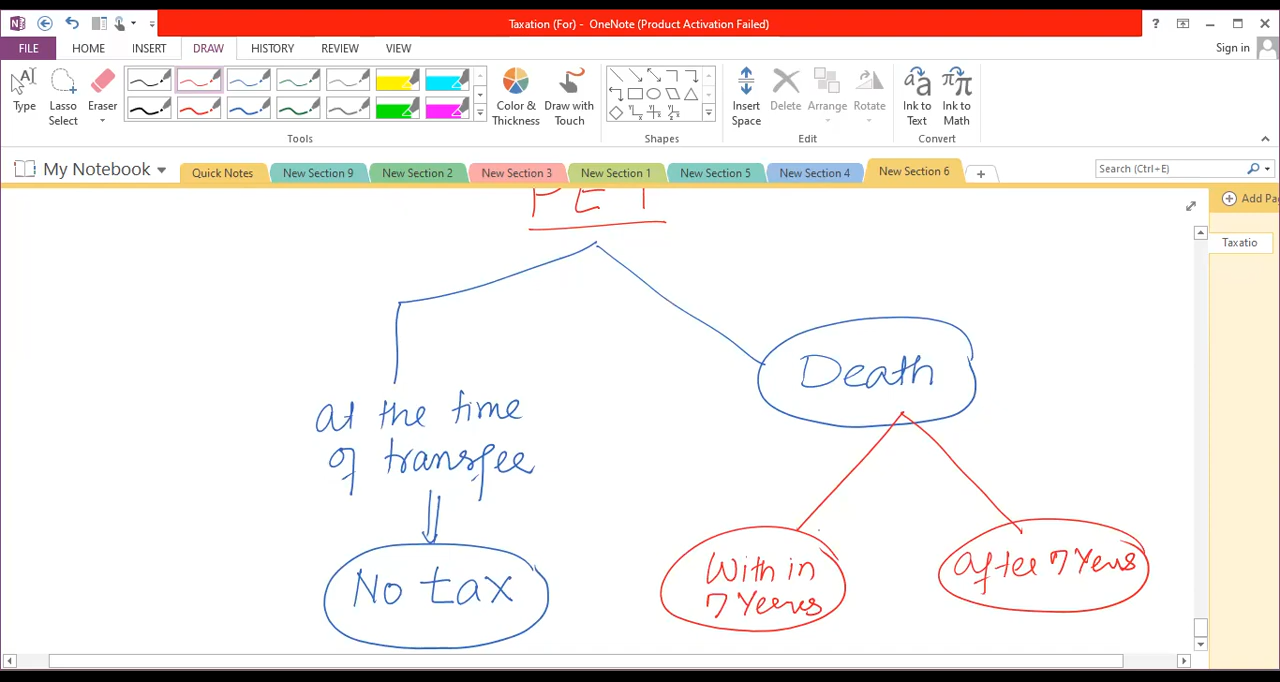 Taxation (For) - OneNote (Product Activation Failed)
FILE HOME INSERT DRAW HISTORY REVIEW VIEW
Sign in
Type
Lasso Select
Eraser
Color & Thickness
Draw with Touch
Insert Space
Delete
Arrange
Rotate
Ink to Text
Ink to Math
Tools
Shapes
Edit
Convert
My Notebook
Quick Notes
New Section 9
New Section 2
New Section 3
New Section 1
New Section 5
New Section 4
New Section 6
Search (Ctrl+E)
Add Pa
Taxatio
PET
Death
at the time
of transfee
No tax
With in
7 Yeers
after 7 Yens